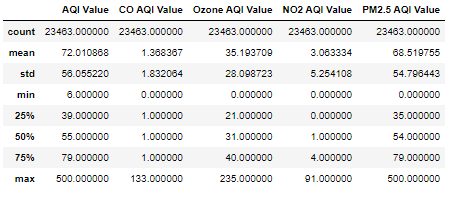 AQI Value CO AQI Value Ozone AQI Value NO2 AQI Value PM2.5 AQI Value
count 23463.000000 23463.000000 23463.000000 23463.000000 23463.000000
mean 72.010868 1.368367 35.193709 3.063334 68.519755
std 56.055220 1.832064 28.098723 5.254108 54.796443
min 6.000000 0.000000 0.000000 0.000000 0.000000
25% 39.000000 1.000000 21.000000 0.000000 35.000000
50% 55.000000 1.000000 31.000000 1.000000 54.000000
75% 79.000000 1.000000 40.000000 4.000000 79.000000
max 500.000000 133.000000 235.000000 91.000000 500.000000